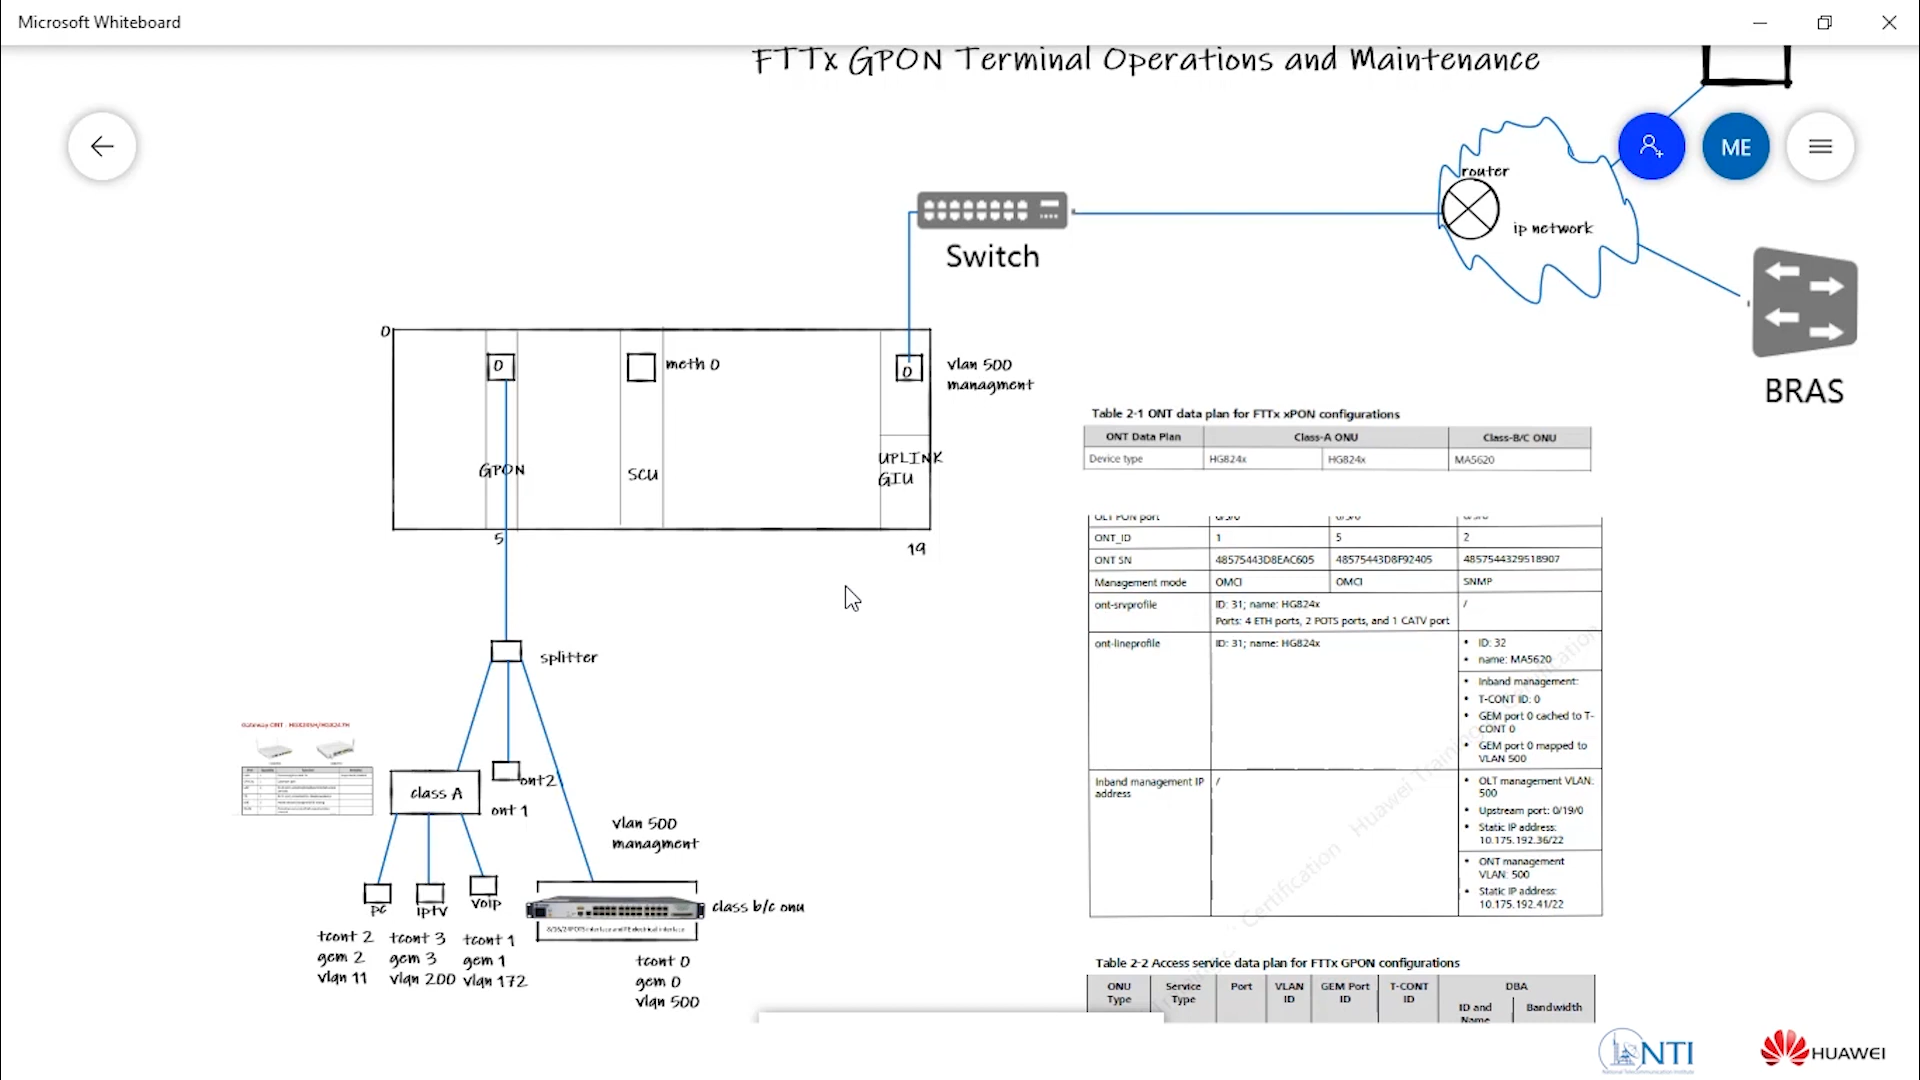 Microsoft Whiteboard
FTTx GPON Terminal Operations and Maintenance
ME
router
ip network
Switch
BRAS
0
0
meth 0
0
vlan 500
managment
GPON
SCU
UPLINK
GIU
5
19
splitter
class A
ont2
ont 1
pc
iptv
voip
tcont 2
gem 2
vlan 11
tcont 3
gem 3
vlan 200
tcont 1
gem 1
vlan 172
vlan 500
managment
class b/c onu
tcont 0
gem 0
vlan 500
Table 2-1 ONT data plan for FTTx xPON configurations
ONT Data Plan Class-A ONU Class-B/C ONU
Device type HG824x HG824x MA5620
OLT PON port
ONT_ID 1 5 2
ONT SN 48575443D8EAC605 48575443D8F92405 4857544329518907
Management mode OMCI OMCI SNMP
ont-srvprofile ID: 31; name: HG824x /
Ports: 4 ETH ports, 2 POTS ports, and 1 CATV port
ont-lineprofile ID: 31; name: HG824x
• ID: 32
• name: MA5620
• Inband management:
• T-CONT ID: 0
• GEM port 0 cached to T-
CONT 0
• GEM port 0 mapped to
VLAN 500
Inband management IP
address
/
• OLT management VLAN:
500
• Upstream port: 0/19/0
• Static IP address:
10.175.192.36/22
• ONT management
VLAN: 500
• Static IP address:
10.175.192.41/22
Huawei Training Certification
Table 2-2 Access service data plan for FTTx GPON configurations
ONU
Type
Service
Type
Port
VLAN
ID
GEM Port
ID
T-CONT
ID
DBA
ID and
Name
Bandwidth
NTI
HUAWEI